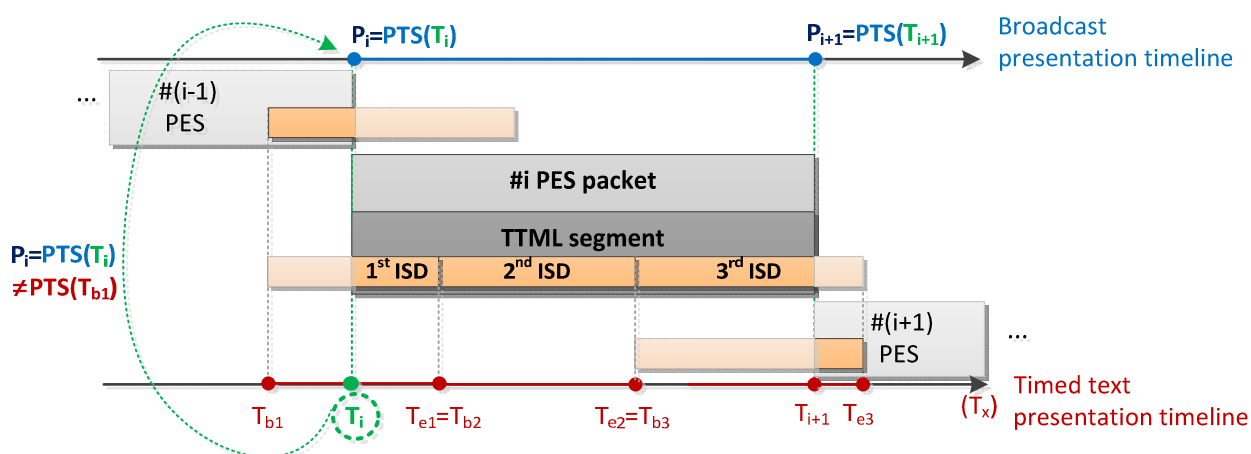 Pi=PTS(Ti)
Pi+1=PTS(Ti+1)
Broadcast
presentation timeline
...
#(i-1)
PES
#i PES packet
TTML segment
Pi=PTS(Ti)
≠PTS(Tb1)
1st ISD
2nd ISD
3rd ISD
#(i+1)
PES
...
Tb1
Ti
Te1=Tb2
Te2=Tb3
Ti+1
Te3
(Tx)
Timed text
presentation timeline